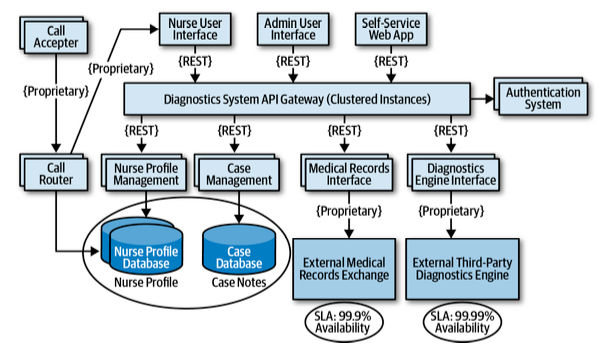 Call
Accepter
Nurse User
Interface
Admin User
Interface
Self-Service
Web App
{Proprietary}
{Proprietary}
{REST}
{REST}
{REST}
Diagnostics System API Gateway (Clustered Instances)
Authentication
System
{REST}
{REST}
{REST}
{REST}
Call
Router
Nurse Profile
Management
Case
Management
Medical Records
Interface
Diagnostics
Engine Interface
{Proprietary}
{Proprietary}
Nurse Profile
Database
Nurse Profile
Case
Database
Case Notes
External Medical
Records Exchange
External Third-Party
Diagnostics Engine
SLA: 99.9%
Availability
SLA: 99.99%
Availability